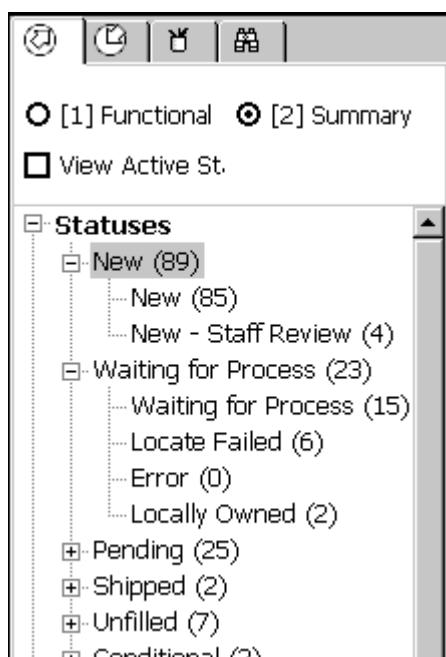 [1] Functional [2] Summary
View Active St.
Statuses
New (89)
New (85)
New - Staff Review (4)
Waiting for Process (23)
Waiting for Process (15)
Locate Failed (6)
Error (0)
Locally Owned (2)
Pending (25)
Shipped (2)
Unfilled (7)
Conditional (2)